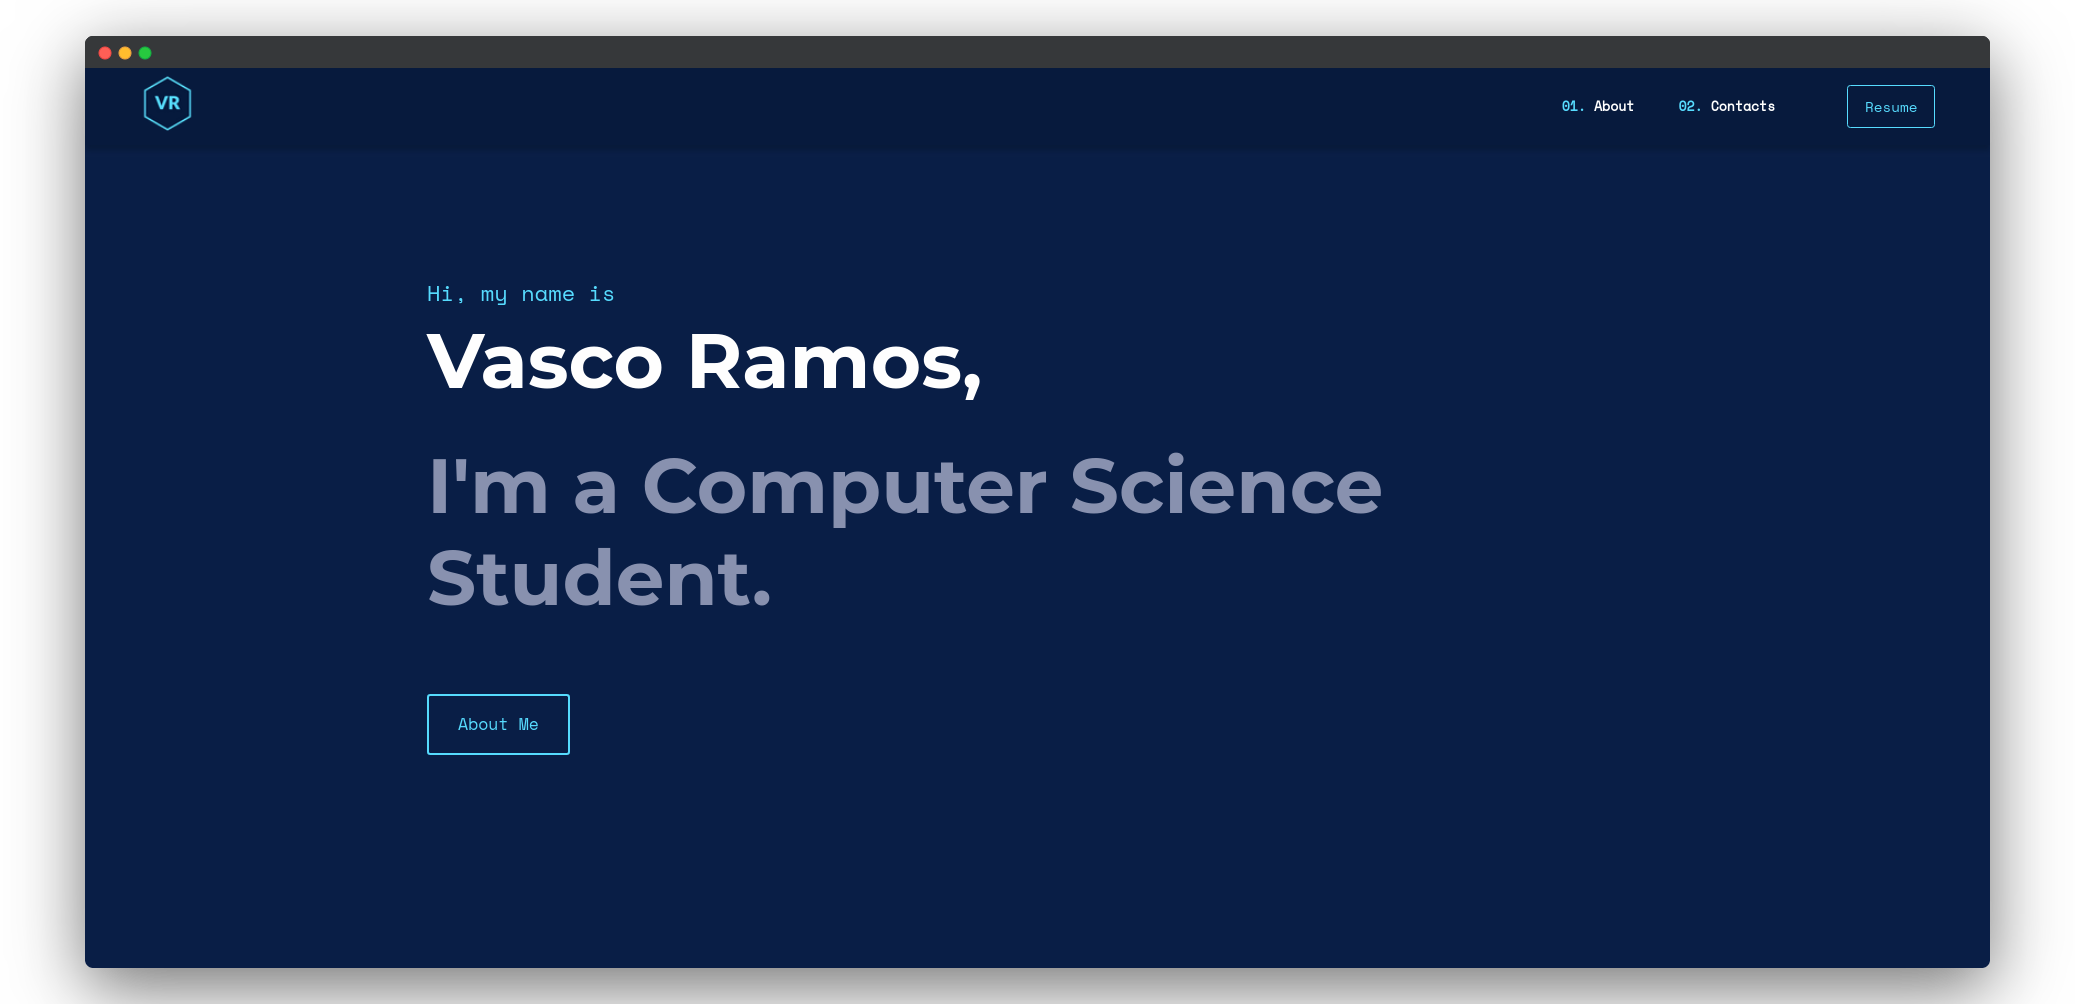 VR
01. About 02. Contacts Resume
Hi, my name is
Vasco Ramos,
I'm a Computer Science
Student.
About Me